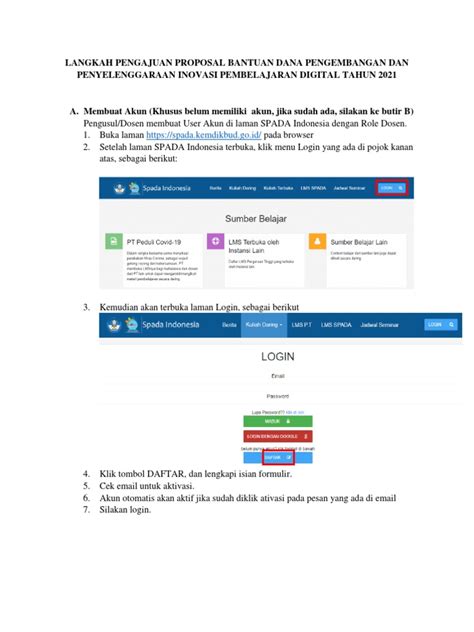 LANGKAH PENGAJUAN PROPOSAL BANTUAN DANA PENGEMBANGAN DAN
PENYELENGGARAAN INOVASI PEMBELAJARAN DIGITAL TAHUN 2021
A. Membuat Akun (Khusus belum memiliki akun, jika sudah ada, silakan ke butir B)
Pengusul/Dosen membuat User Akun di laman SPADA Indonesia dengan Role Dosen.
1. Buka laman https://spada.kemdikbud.go.id/ pada browser
2. Setelah laman SPADA Indonesia terbuka, klik menu Login yang ada di pojok kanan
atas, sebagai berikut:
Spada Indonesia Berita Kuliah Daring Kuliah Terbuka LMS SPADA Jadwal Seminar LOGIN
Sumber Belajar
PT Peduli Covid-19 LMS Terbuka oleh Instansi Lain Sumber Belajar Lain
3. Kemudian akan terbuka laman Login, sebagai berikut
Spada Indonesia Berita Kuliah Daring LMS PT LMS SPADA Jadwal Seminar LOGIN
LOGIN
Email
Password
Lupa Password??
MASUK
LOGIN DENGAN GOOGLE
DAFTAR
4. Klik tombol DAFTAR, dan lengkapi isian formulir.
5. Cek email untuk aktivasi.
6. Akun otomatis akan aktif jika sudah diklik ativasi pada pesan yang ada di email
7. Silakan login.